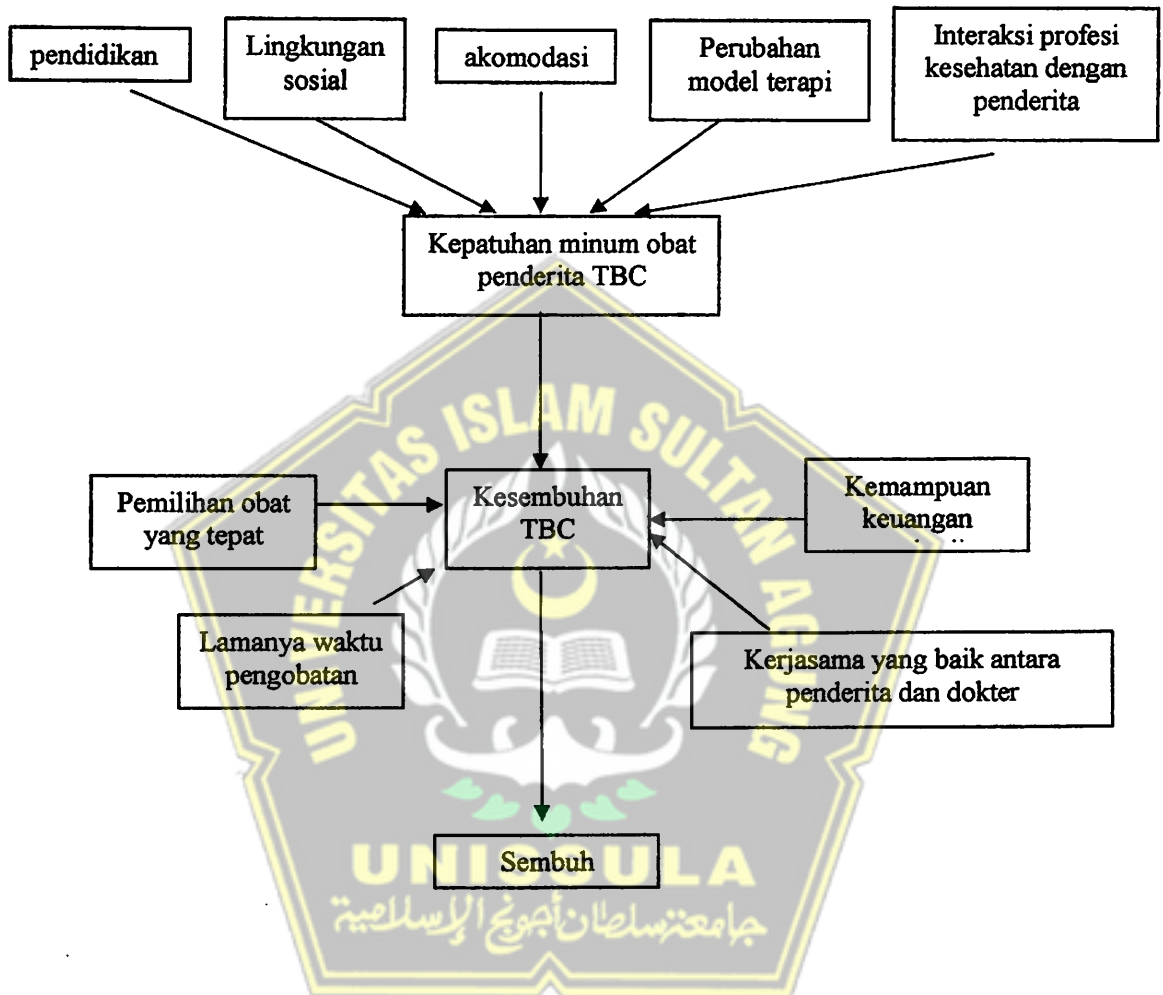 pendidikan
Lingkungan
sosial
akomodasi
Perubahan
model terapi
Interaksi profesi
kesehatan dengan
penderita
Kepatuhan minum obat
penderita TBC
UNIVERSITAS ISLAM SULTAN AGUNG
Pemilihan obat
yang tepat
Kesembuhan
TBC
Kemampuan
keuangan
Lamanya waktu
pengobatan
Kerjasama yang baik antara
penderita dan dokter
Sembuh
UNISSULA
جامعتنسلطان أجونج الإسلامية